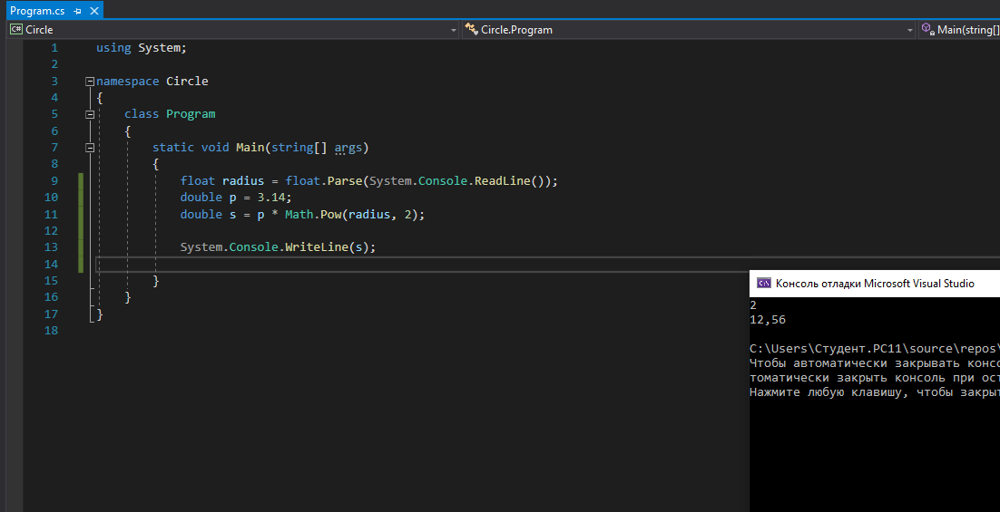 Program.cs
C# Circle
Circle.Program
Main(string[]
1 using System;
2
3 namespace Circle
4 {
5 class Program
6 {
7 static void Main(string[] args)
8 {
9 float radius = float.Parse(System.Console.ReadLine());
10 double p = 3.14;
11 double s = p * Math.Pow(radius, 2);
12
13 System.Console.WriteLine(s);
14
15 }
16 }
17 }
18
C:\ Консоль отладки Microsoft Visual Studio
2
12,56
C:\Users\Студент.PC11\source\repos\
Чтобы автоматически закрывать консо
томатически закрыть консоль при ост
Нажмите любую клавишу, чтобы закрыт